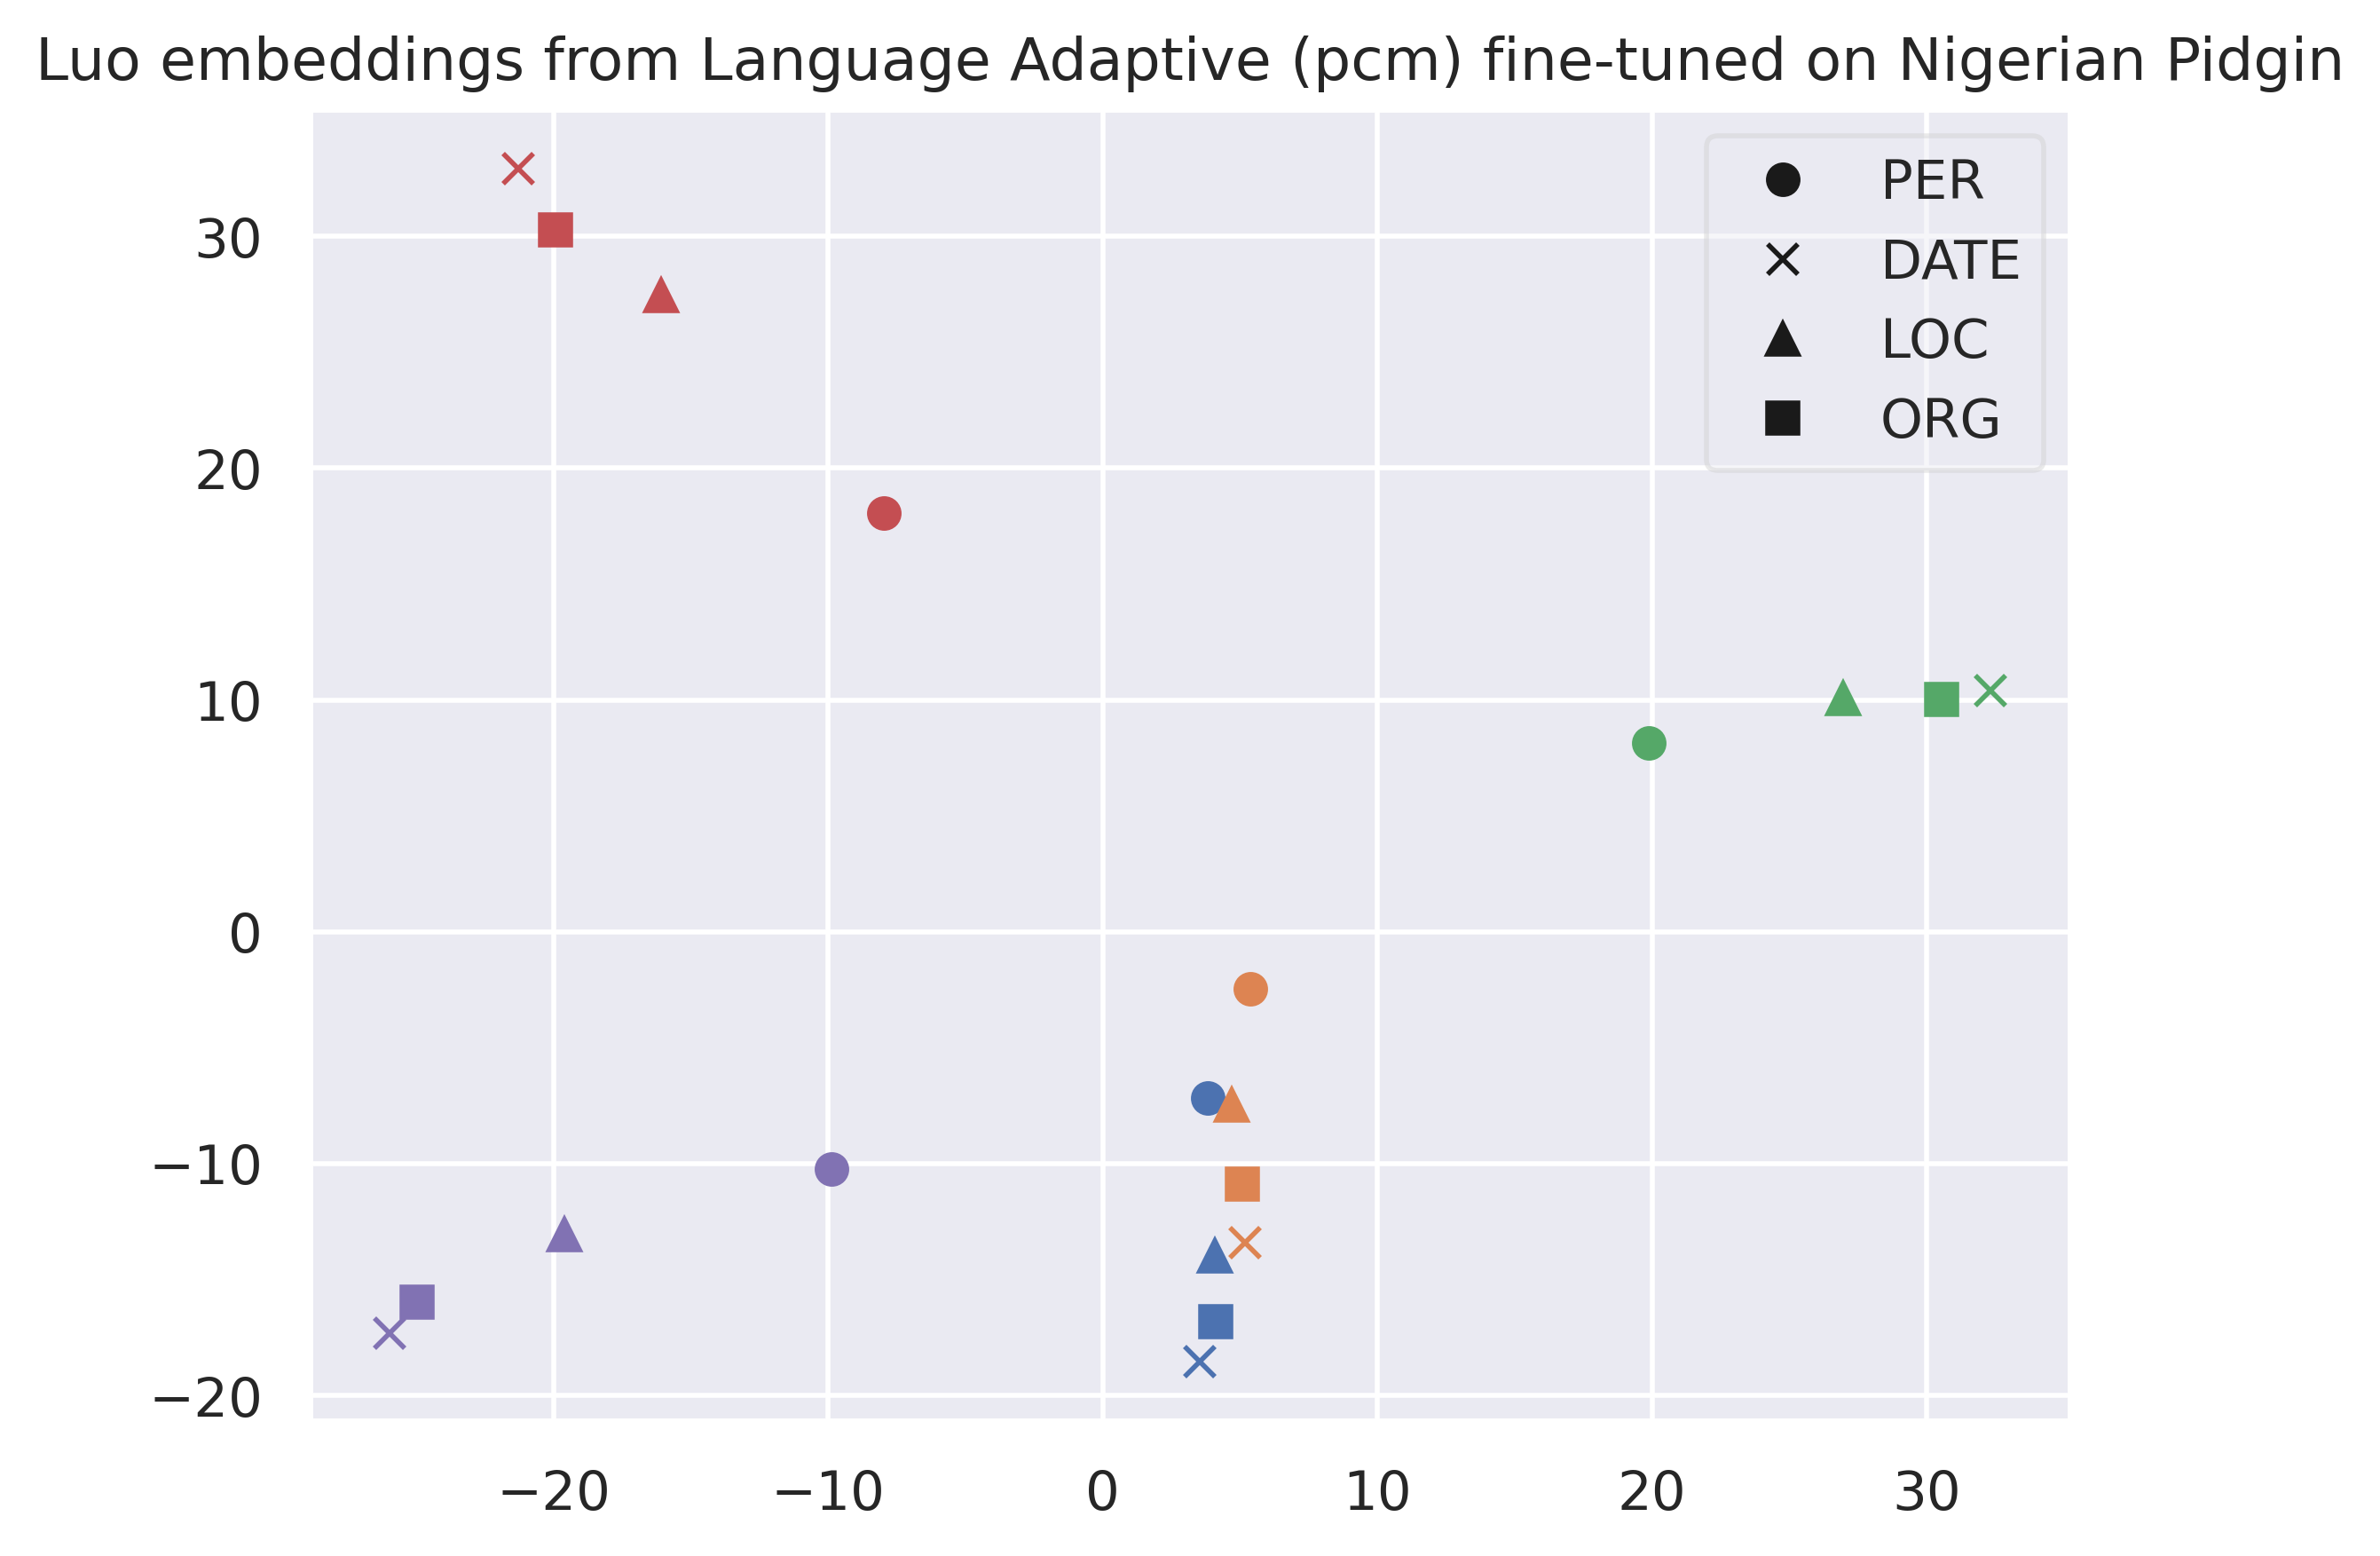 Luo embeddings from Language Adaptive (pcm) fine-tuned on Nigerian Pidgin
PER
DATE
LOC
ORG
30
20
10
0
−10
−20
−20 −10 0 10 20 30